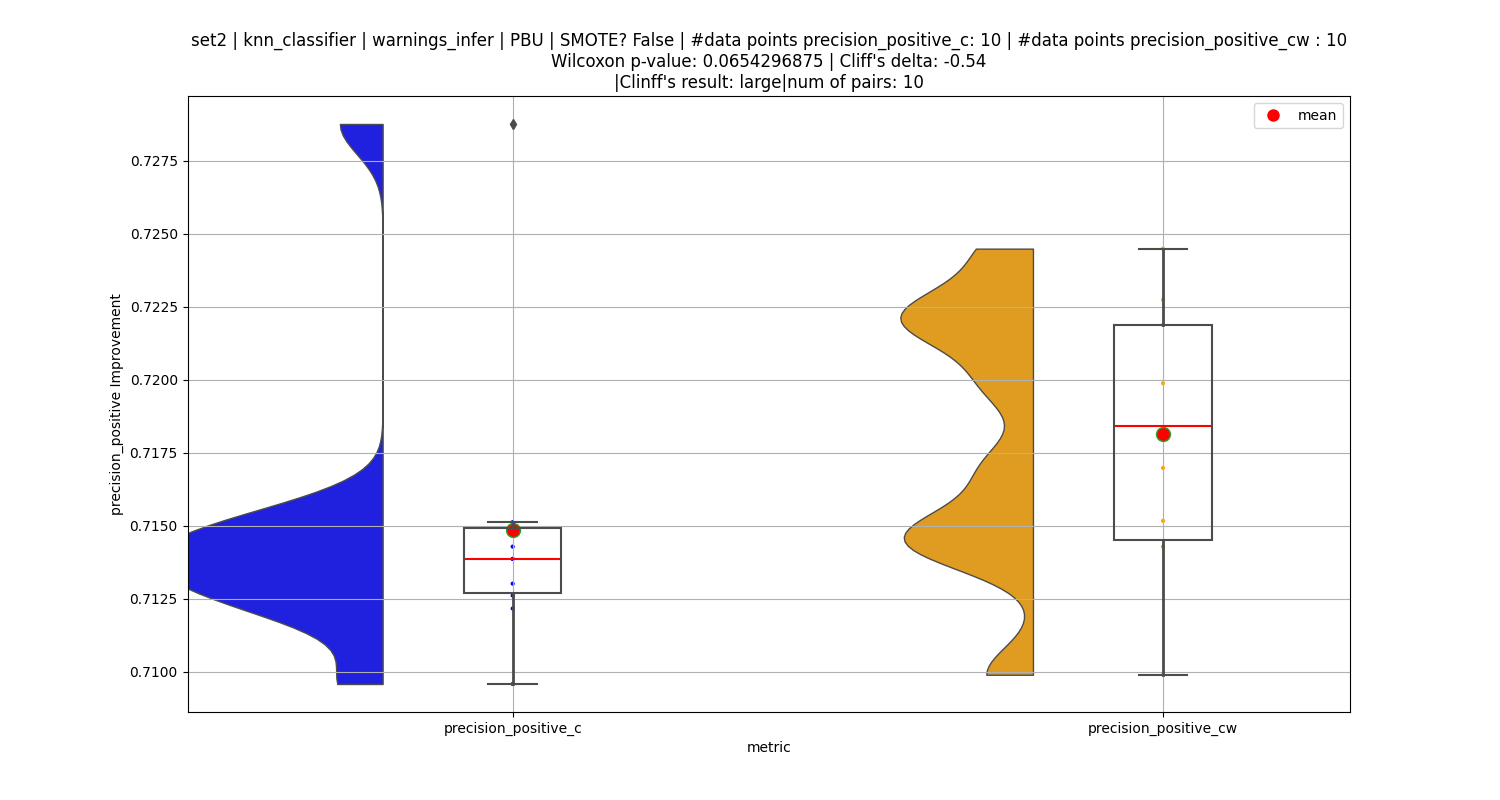 set2 | knn_classifier | warnings_infer | PBU | SMOTE? False | #data points precision_positive_c: 10 | #data points precision_positive_cw : 10
Wilcoxon p-value: 0.0654296875 | Cliff's delta: -0.54
|Clinff's result: large|num of pairs: 10
mean
0.7275
0.7250
0.7225
0.7200
0.7175
0.7150
0.7125
0.7100
precision_positive Improvement
precision_positive_c
precision_positive_cw
metric